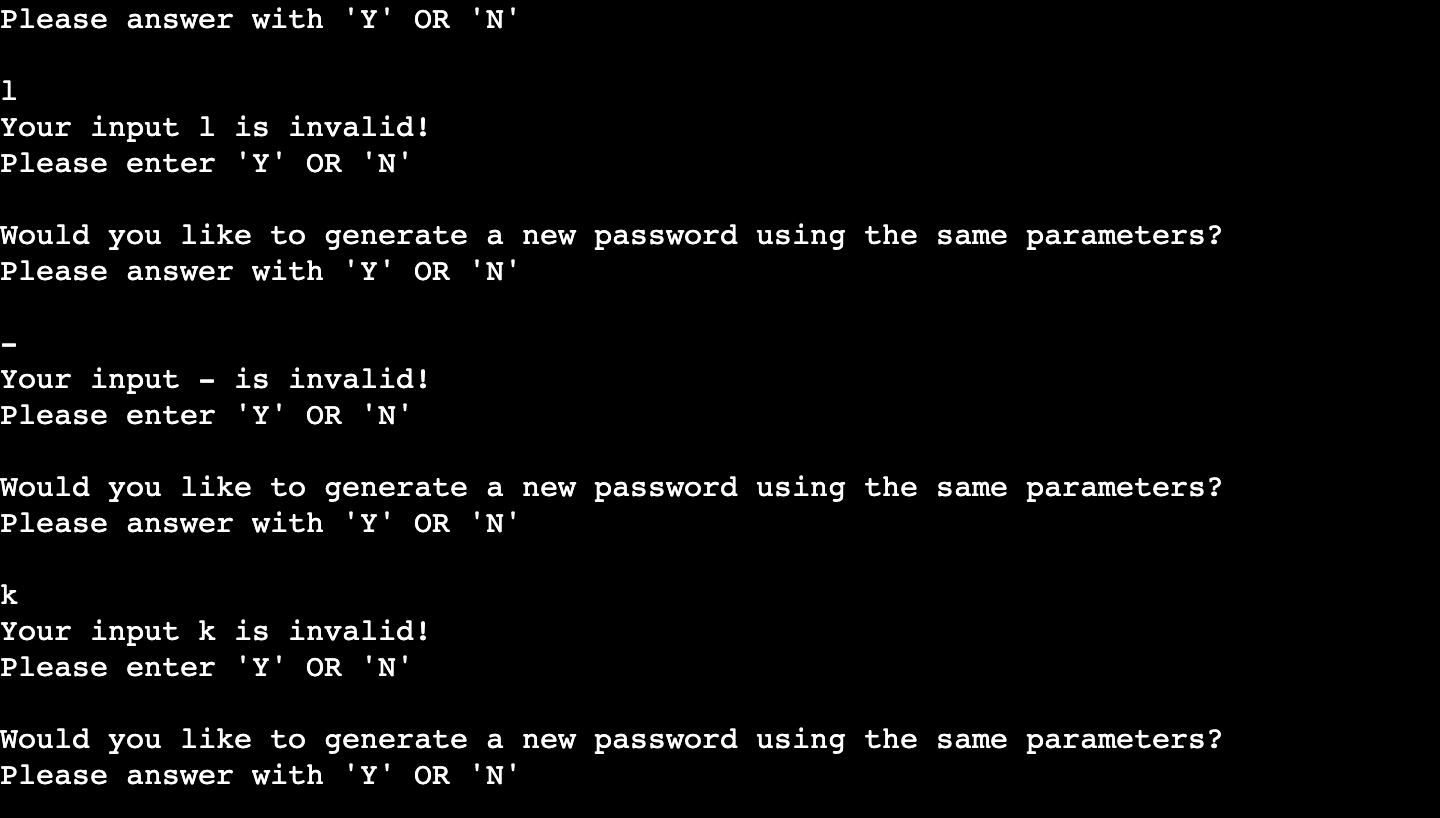 Please answer with 'Y' OR 'N'
l
Your input l is invalid!
Please enter 'Y' OR 'N'
Would you like to generate a new password using the same parameters?
Please answer with 'Y' OR 'N'
-
Your input - is invalid!
Please enter 'Y' OR 'N'
Would you like to generate a new password using the same parameters?
Please answer with 'Y' OR 'N'
k
Your input k is invalid!
Please enter 'Y' OR 'N'
Would you like to generate a new password using the same parameters?
Please answer with 'Y' OR 'N'